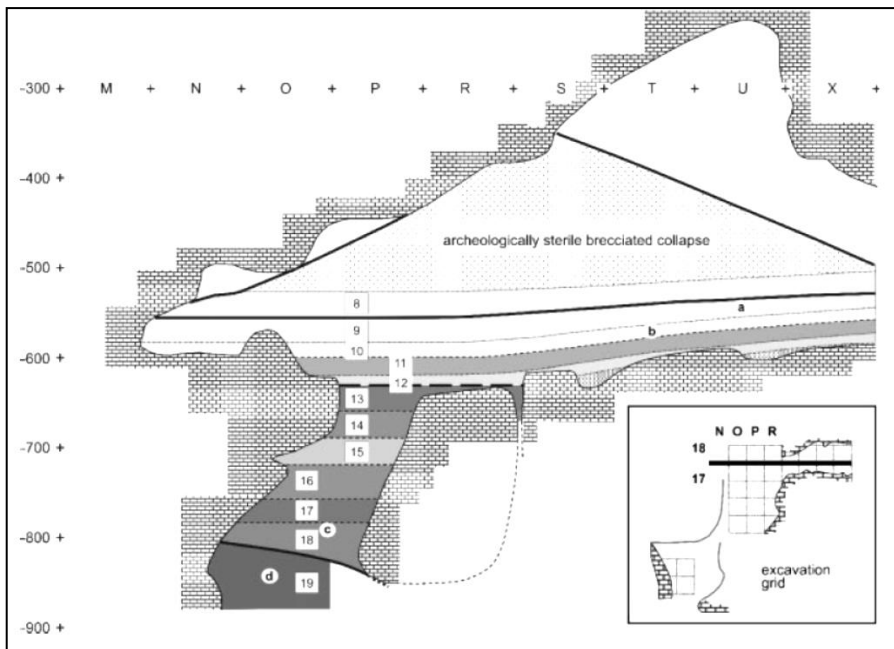 -300 + M + N + O + P + R + S + T + U + X +
-400 +
archeologically sterile brecciated collapse
-500 +
8
a
9
b
10
-600 +
11
12
13
14
-700 +
15
16
17
-800 +
c
18
d
19
-900 +
N O P R
18
17
excavation
grid